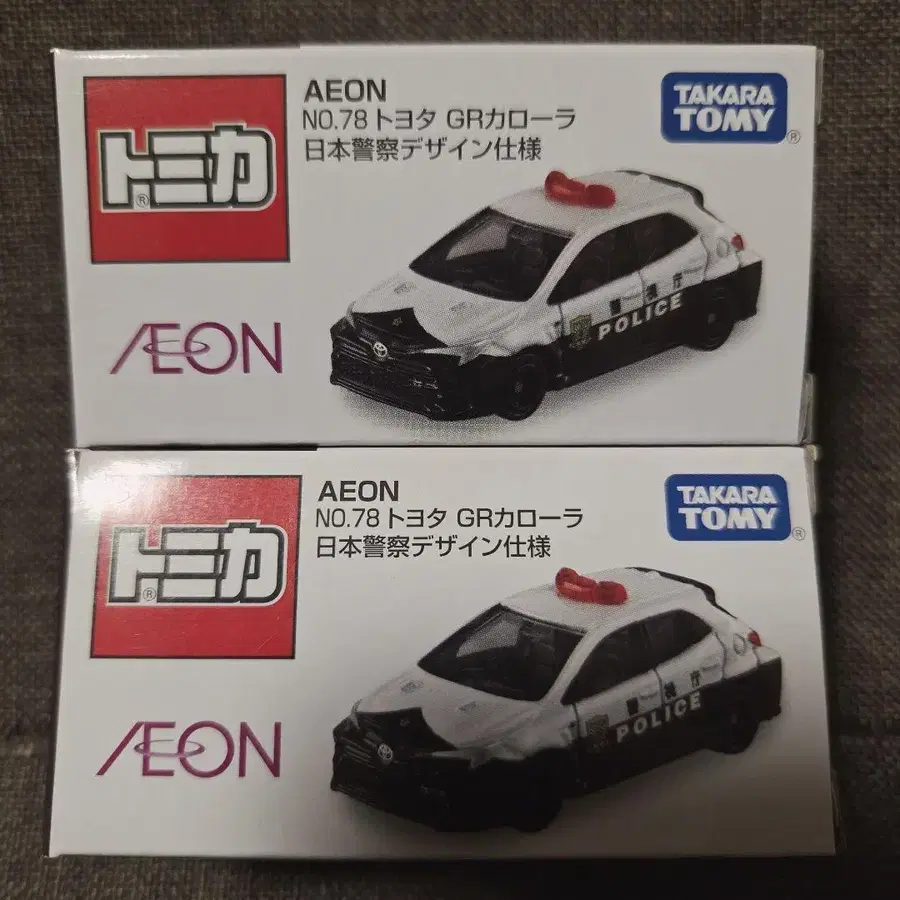 トミカ
®
AEON
NO.78 トヨタ GRカローラ
日本警察デザイン仕様
TAKARA
TOMY
®
AEON
警視庁
POLICE
トミカ
®
AEON
NO.78 トヨタ GRカローラ
日本警察デザイン仕様
TAKARA
TOMY
®
AEON
警視庁
POLICE